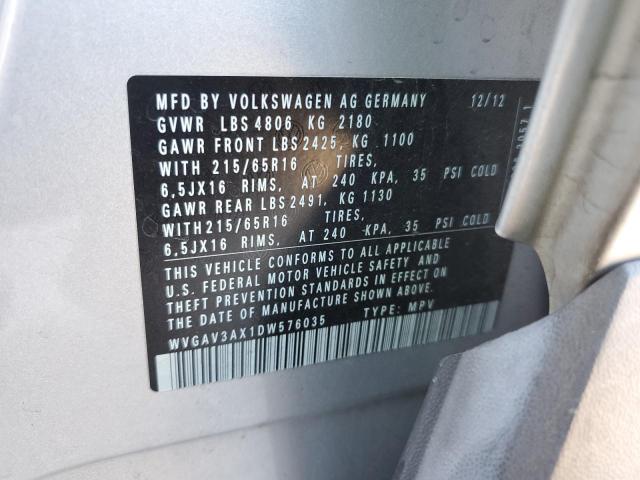 MFD BY VOLKSWAGEN AG GERMANY 12/12
GVWR LBS 4806 KG 2180
GAWR FRONT LBS 2425, KG 1100
WITH 215/65R16 TIRES,
6,5JX16 RIMS, AT 240 KPA, 35 PSI COLD
GAWR REAR LBS 2491, KG 1130
WITH 215/65R16 TIRES,
6,5JX16 RIMS, AT 240 KPA, 35 PSI COLD
THIS VEHICLE CONFORMS TO ALL APPLICABLE
U.S. FEDERAL MOTOR VEHICLE SAFETY AND
THEFT PREVENTION STANDARDS IN EFFECT ON
THE DATE OF MANUFACTURE SHOWN ABOVE.
WVGAV3AX1DW576035 TYPE: MPV